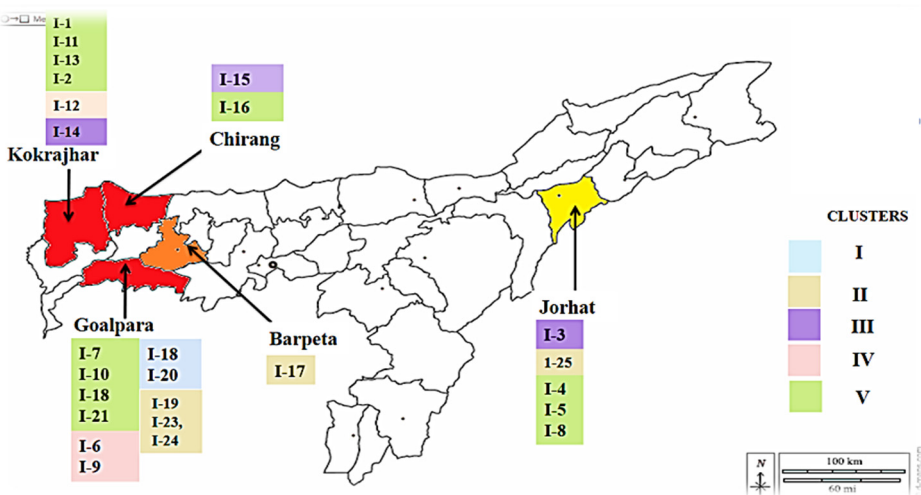 Me
I-1
I-11
I-13
I-2
I-12
I-14
Kokrajhar
I-15
I-16
Chirang
Goalpara
I-7
I-10
I-18
I-21
I-6
I-9
I-18
I-20
I-19
I-23,
I-24
Barpeta
I-17
Jorhat
I-3
1-25
I-4
I-5
I-8
CLUSTERS
I
II
III
IV
V
N
100 km
60 mi